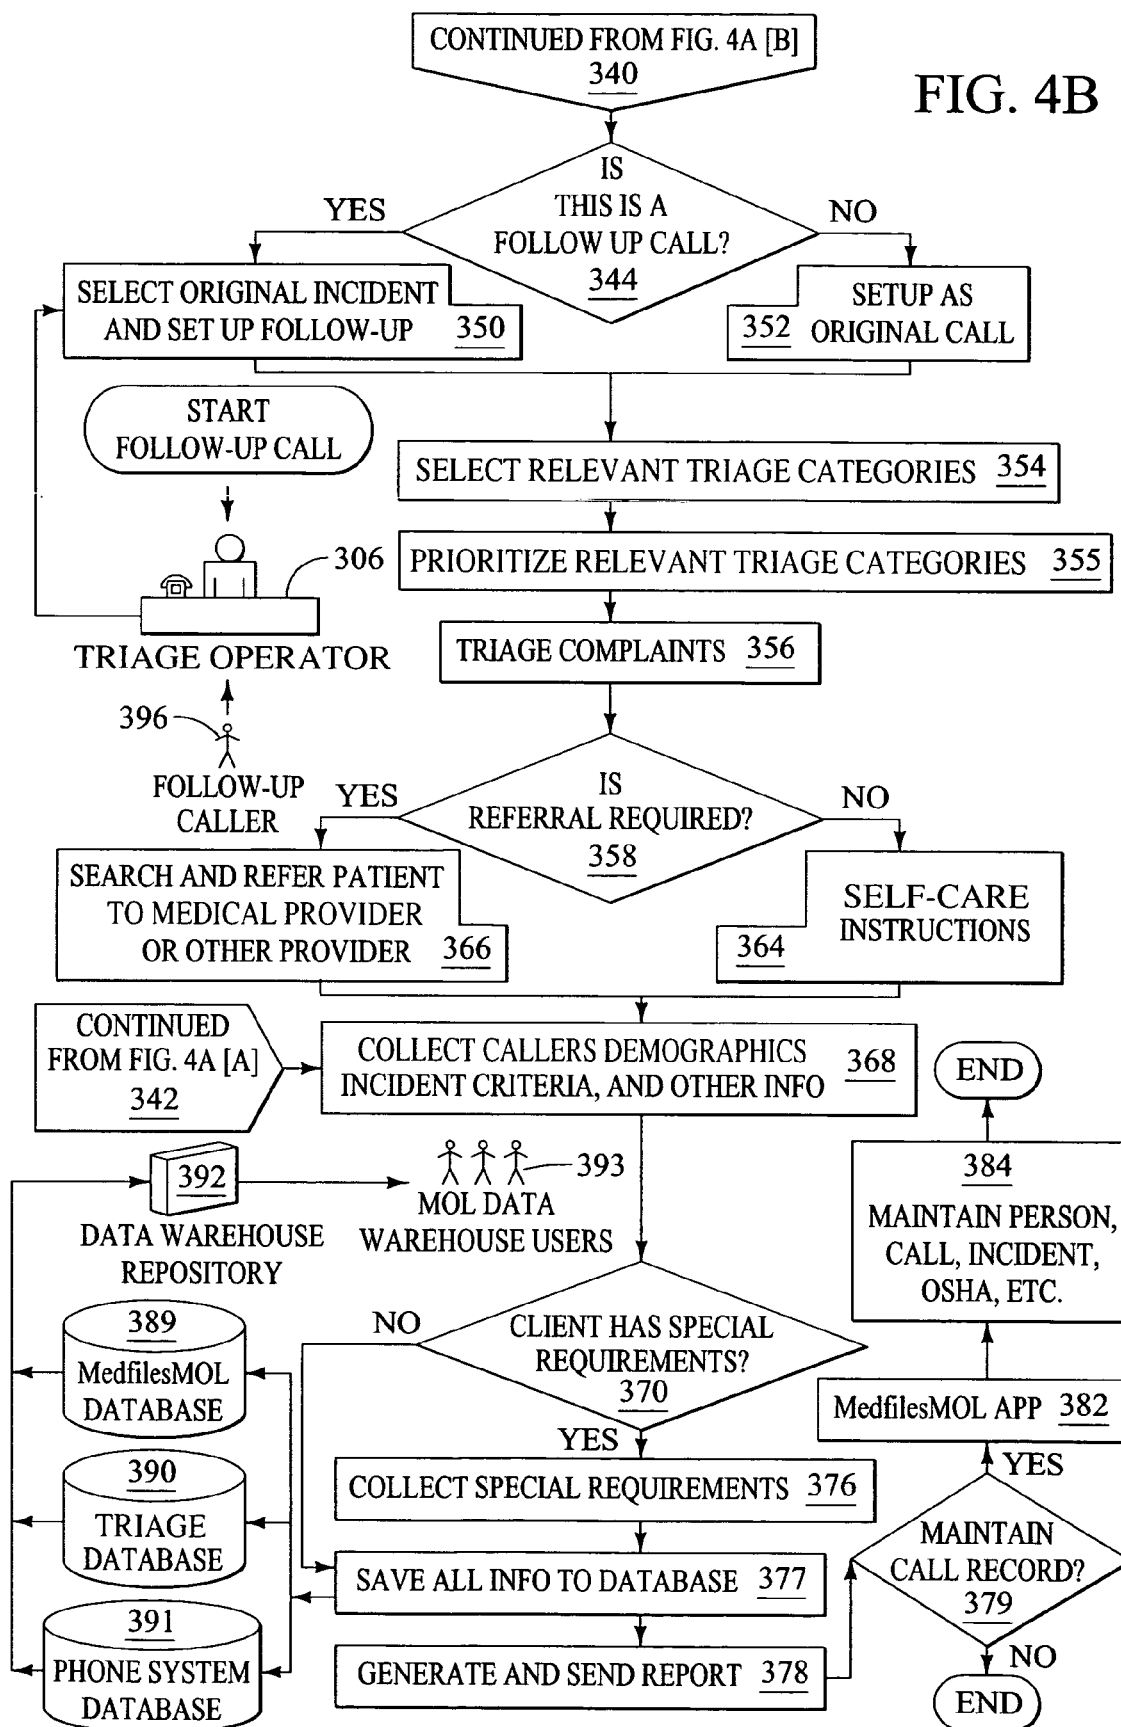 CONTINUED FROM FIG. 4A [B]
340
FIG. 4B
IS
THIS IS A
FOLLOW UP CALL?
344
YES
NO
SELECT ORIGINAL INCIDENT
AND SET UP FOLLOW-UP
350
SETUP AS
352
ORIGINAL CALL
START
FOLLOW-UP CALL
SELECT RELEVANT TRIAGE CATEGORIES 354
PRIORITIZE RELEVANT TRIAGE CATEGORIES 355
306
TRIAGE OPERATOR
TRIAGE COMPLAINTS 356
396
FOLLOW-UP
CALLER
IS
REFERRAL REQUIRED?
358
YES
NO
SEARCH AND REFER PATIENT
TO MEDICAL PROVIDER
OR OTHER PROVIDER
366
SELF-CARE
INSTRUCTIONS
364
CONTINUED
FROM FIG. 4A [A]
342
COLLECT CALLERS DEMOGRAPHICS
INCIDENT CRITERIA, AND OTHER INFO
368
END
384
MAINTAIN PERSON,
CALL, INCIDENT,
OSHA, ETC.
392
DATA WAREHOUSE
REPOSITORY
393
MOL DATA
WAREHOUSE USERS
NO
CLIENT HAS SPECIAL
REQUIREMENTS?
370
YES
389
MedfilesMOL
DATABASE
MedfilesMOL APP 382
YES
COLLECT SPECIAL REQUIREMENTS 376
390
TRIAGE
DATABASE
MAINTAIN
CALL RECORD?
379
SAVE ALL INFO TO DATABASE 377
391
PHONE SYSTEM
DATABASE
GENERATE AND SEND REPORT 378
NO
END